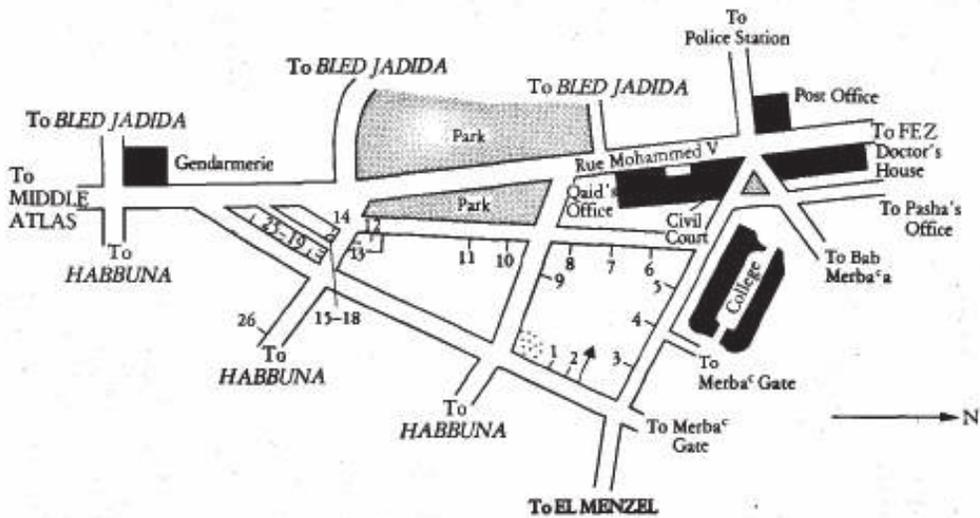 To
Police Station
To BLED JADIDA
To BLED JADIDA
To BLED JADIDA
Post Office
Park
Gendarmerie
Rue Mohammed V
To FEZ
Doctor's
House
To
MIDDLE
ATLAS
Qaid's
Office
Park
Civil
Court
To Pasha's
Office
14
12
25-19
13
11
10
8
7
6
9
5
To
HABBUNA
To Bab
Merbaᶜa
College
26
15-18
4
To
HABBUNA
1
2
3
To
Merbaᶜ Gate
To
HABBUNA
To Merbaᶜ
Gate
N
To EL MENZEL